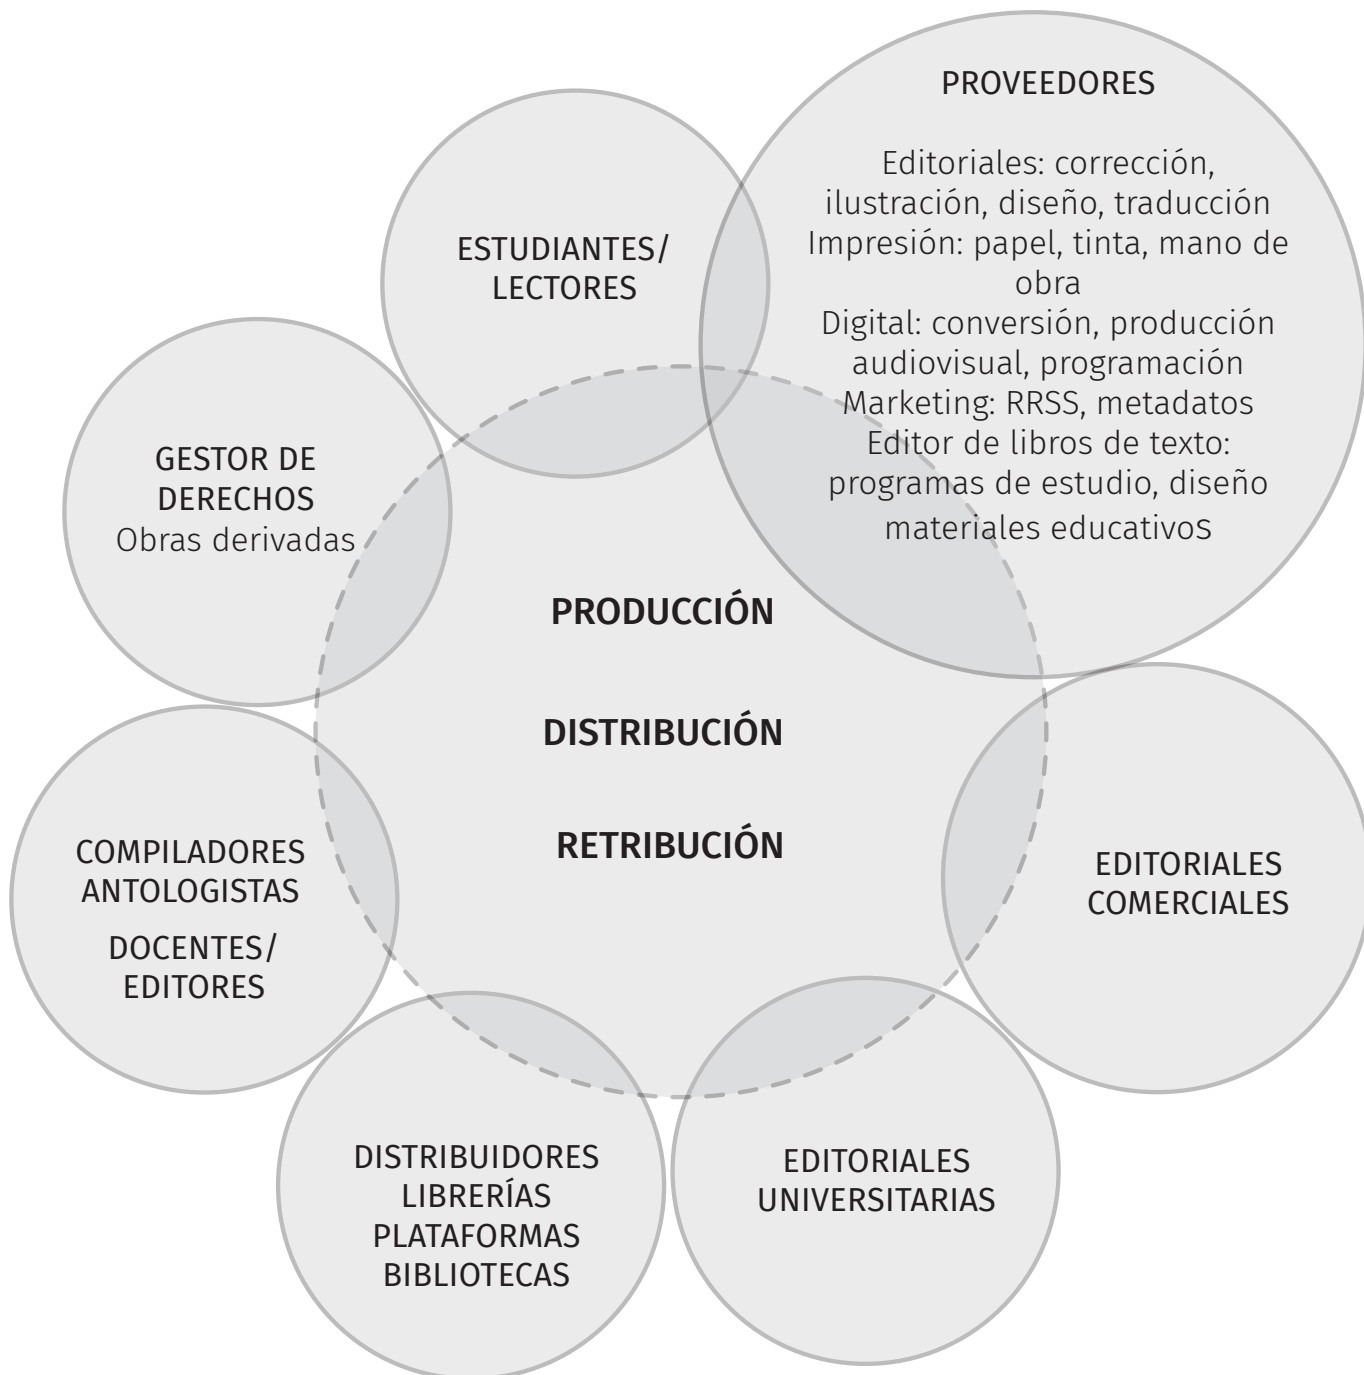 PROVEEDORES
Editoriales: corrección,
ilustración, diseño, traducción
Impresión: papel, tinta, mano de
obra
Digital: conversión, producción
audiovisual, programación
Marketing: RRSS, metadatos
Editor de libros de texto:
programas de estudio, diseño
materiales educativos
ESTUDIANTES/
LECTORES
GESTOR DE
DERECHOS
Obras derivadas
PRODUCCIÓN
DISTRIBUCIÓN
RETRIBUCIÓN
COMPILADORES
ANTOLOGISTAS
DOCENTES/
EDITORES
EDITORIALES
COMERCIALES
DISTRIBUIDORES
LIBRERÍAS
PLATAFORMAS
BIBLIOTECAS
EDITORIALES
UNIVERSITARIAS